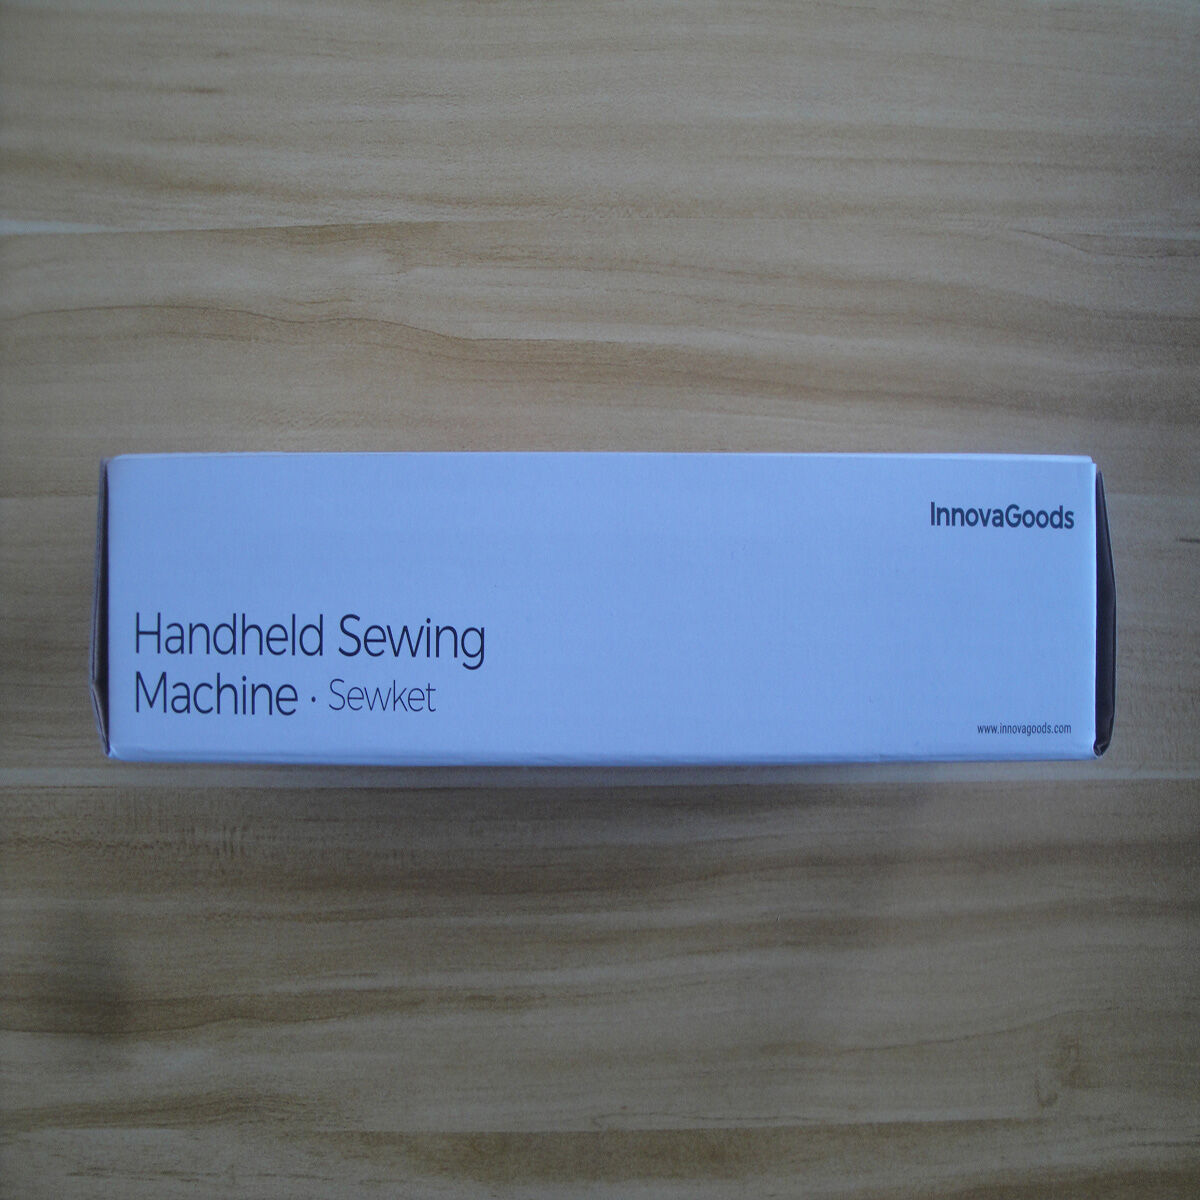 InnovaGoods
Handheld Sewing
Machine · Sewket
www.innovagoods.com